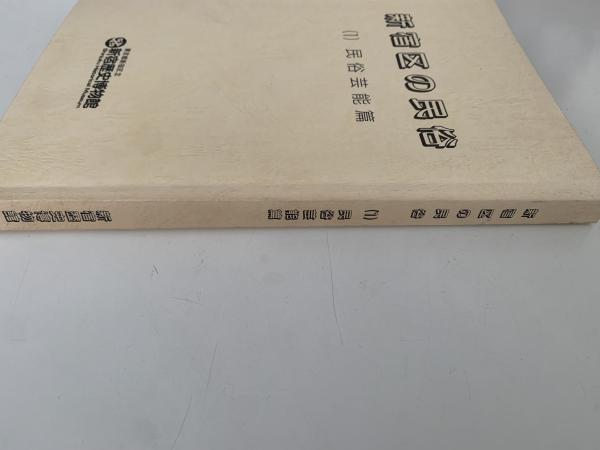 新宿区の民俗
(1) 民俗芸能篇
新宿歴史博物館
新宿区の民俗 (1) 民俗芸能篇 新宿歴史博物館